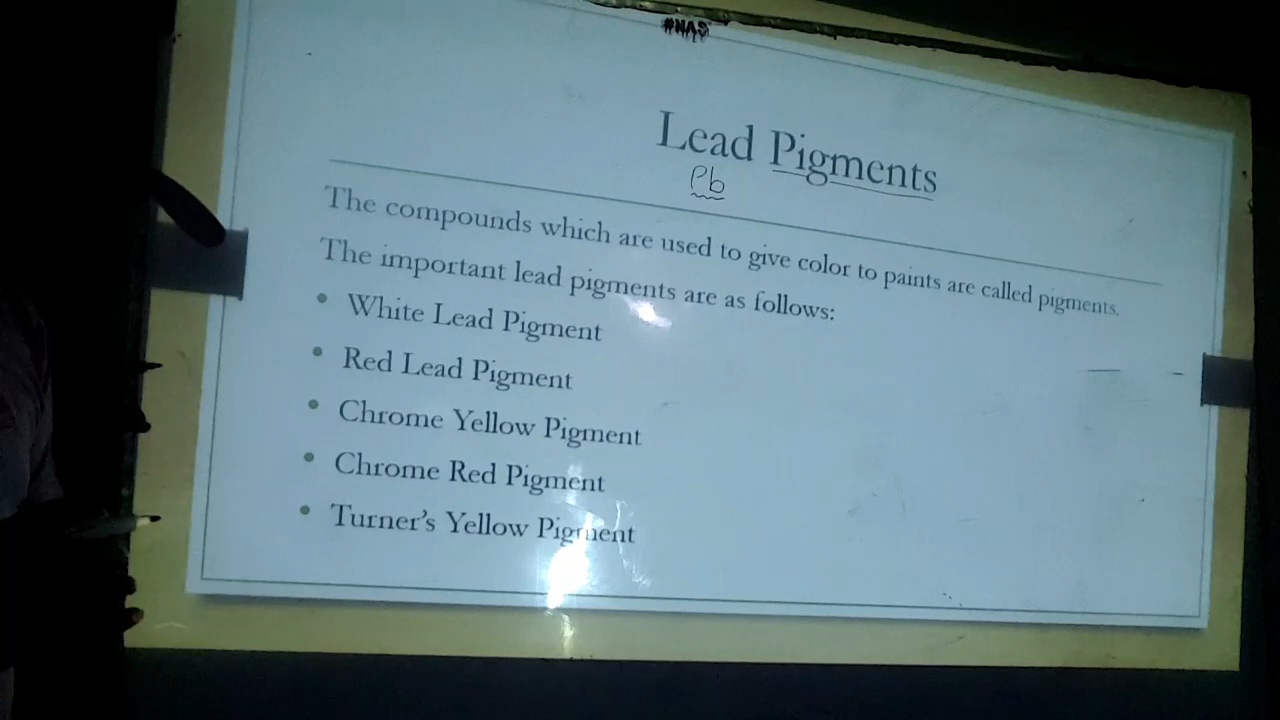 #NAS
Lead Pigments
Pb
The compounds which are used to give color to paints are called pigments.
The important lead pigments are as follows:
• White Lead Pigment
• Red Lead Pigment
• Chrome Yellow Pigment
• Chrome Red Pigment
• Turner's Yellow Pigment